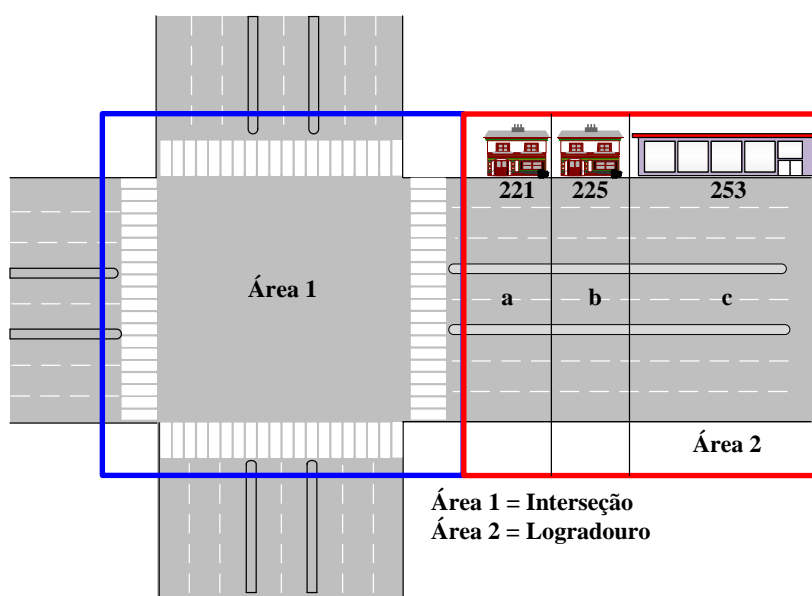 221 225 253
Área 1
a b c
Área 2
Área 1 = Interseção
Área 2 = Logradouro